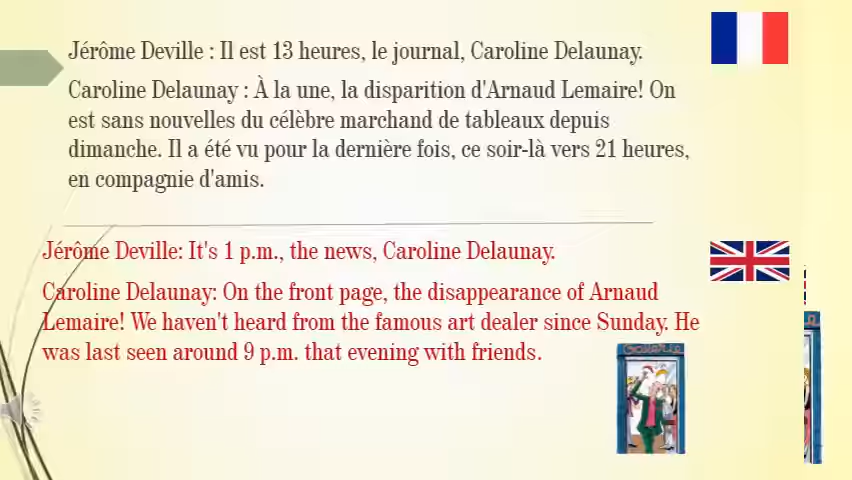 Jérôme Deville : Il est 13 heures, le journal, Caroline Delaunay.
Caroline Delaunay : À la une, la disparition d'Arnaud Lemaire! On
est sans nouvelles du célèbre marchand de tableaux depuis
dimanche. Il a été vu pour la dernière fois, ce soir-là vers 21 heures,
en compagnie d'amis.
Jérôme Deville: It's 1 p.m., the news, Caroline Delaunay.
Caroline Delaunay: On the front page, the disappearance of Arnaud
Lemaire! We haven't heard from the famous art dealer since Sunday. He
was last seen around 9 p.m. that evening with friends.